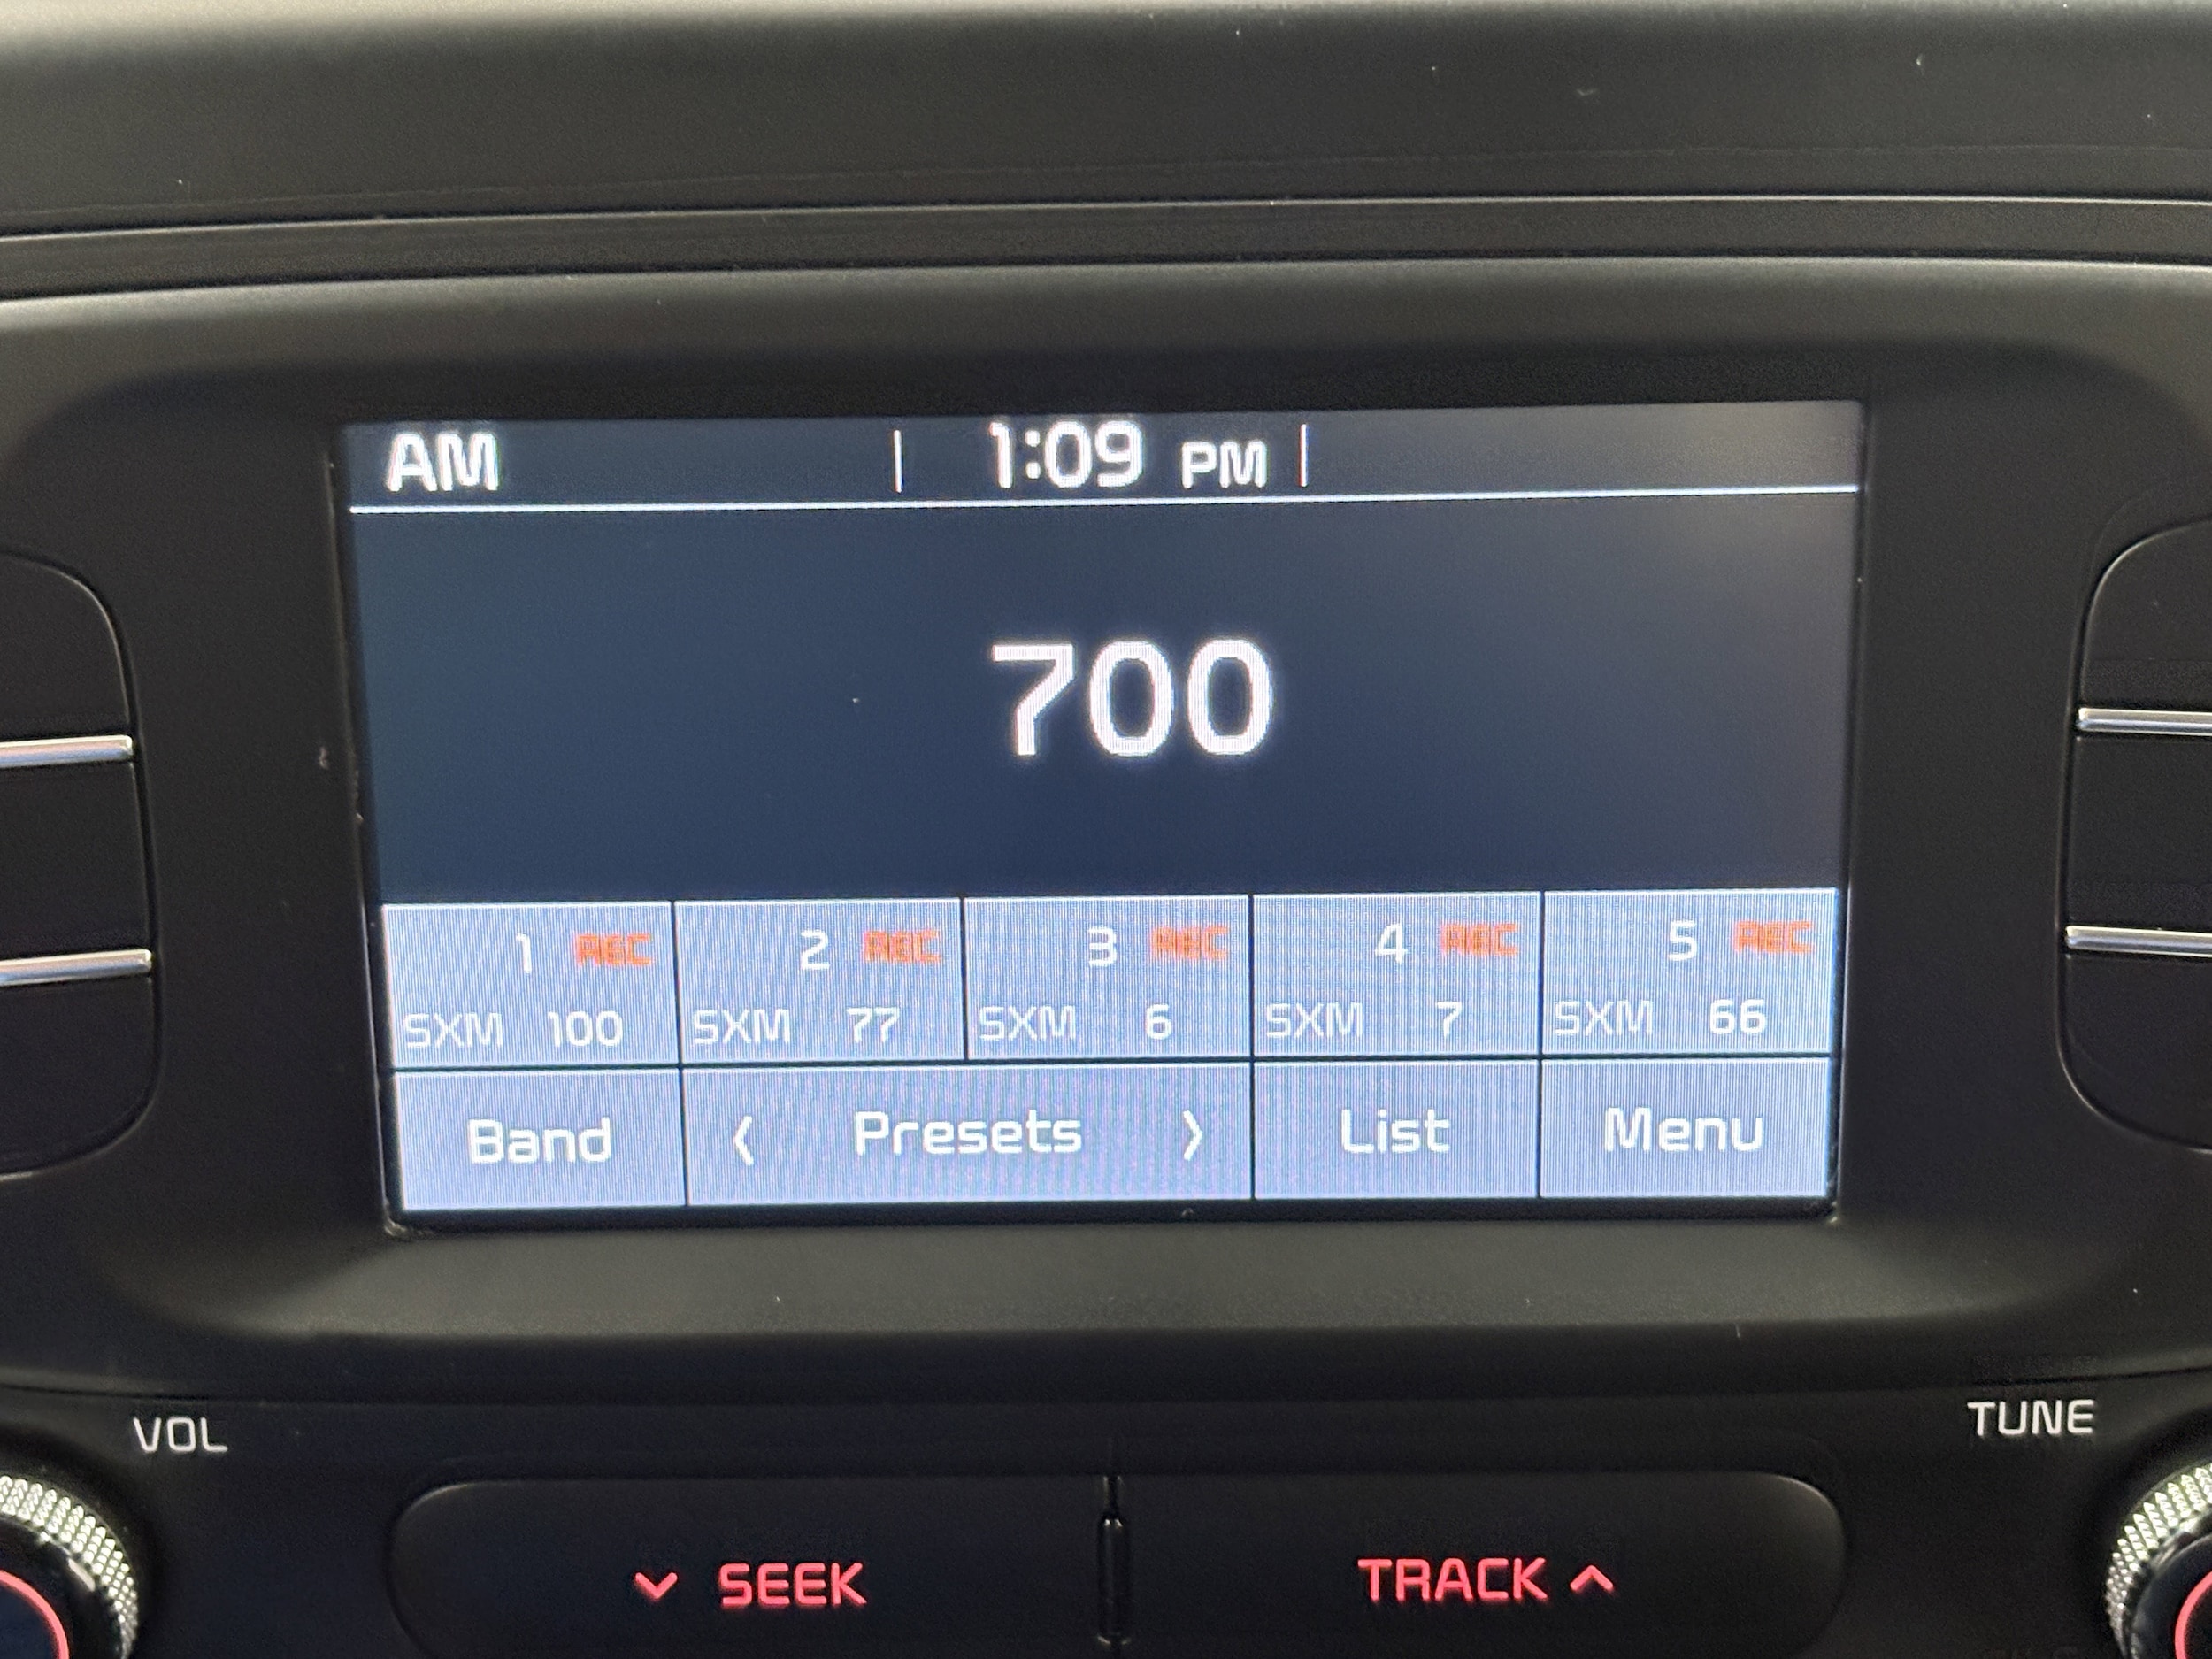 AM | 1:09 PM |
700
1 REC 2 REC 3 REC 4 REC 5 REC
SXM 100 SXM 77 SXM 6 SXM 7 SXM 66
Band ⟨ Presets ⟩ List Menu
VOL TUNE
SEEK TRACK